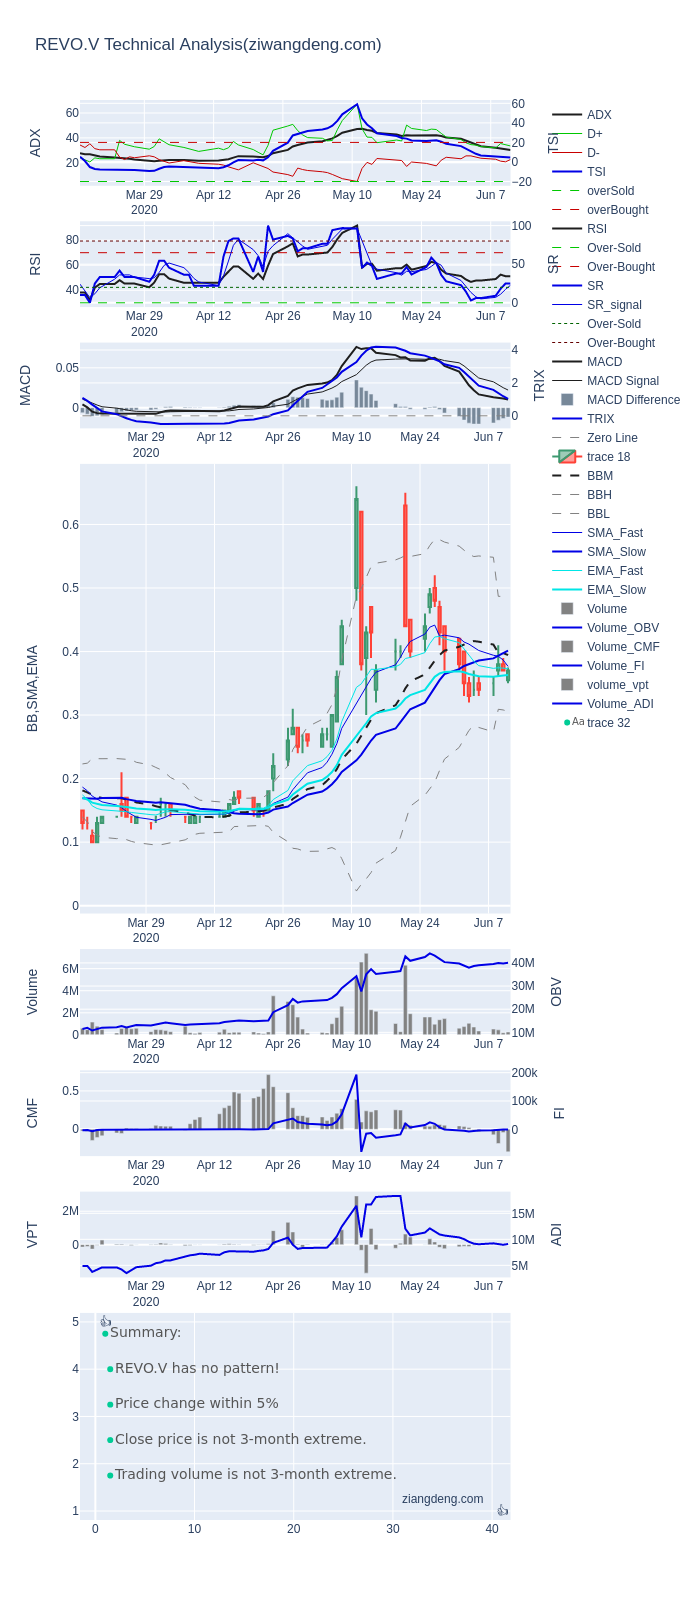 REVO.V Technical Analysis(ziwangdeng.com)
ADX
60
40
20
60
40
20
0
−20
TSI
Mar 29
2020
Apr 12
Apr 26
May 10
May 24
Jun 7
RSI
80
60
40
100
50
0
SR
Mar 29
2020
Apr 12
Apr 26
May 10
May 24
Jun 7
MACD
0.05
0
4
2
0
TRIX
Mar 29
2020
Apr 12
Apr 26
May 10
May 24
Jun 7
BB,SMA,EMA
0.6
0.5
0.4
0.3
0.2
0.1
0
Mar 29
2020
Apr 12
Apr 26
May 10
May 24
Jun 7
Volume
6M
4M
2M
0
40M
30M
20M
10M
OBV
Mar 29
2020
Apr 12
Apr 26
May 10
May 24
Jun 7
CMF
0.5
0
200k
100k
0
FI
Mar 29
2020
Apr 12
Apr 26
May 10
May 24
Jun 7
VPT
2M
0
15M
10M
5M
ADI
Mar 29
2020
Apr 12
Apr 26
May 10
May 24
Jun 7
5
4
3
2
1
👍
Summary:
REVO.V has no pattern!
Price change within 5%
Close price is not 3-month extreme.
Trading volume is not 3-month extreme.
ziangdeng.com
👍
0
10
20
30
40
ADX
D+
D-
TSI
overSold
overBought
RSI
Over-Sold
Over-Bought
SR
SR_signal
Over-Sold
Over-Bought
MACD
MACD Signal
MACD Difference
TRIX
Zero Line
trace 18
BBM
BBH
BBL
SMA_Fast
SMA_Slow
EMA_Fast
EMA_Slow
Volume
Volume_OBV
Volume_CMF
Volume_FI
volume_vpt
Volume_ADI
Aa trace 32